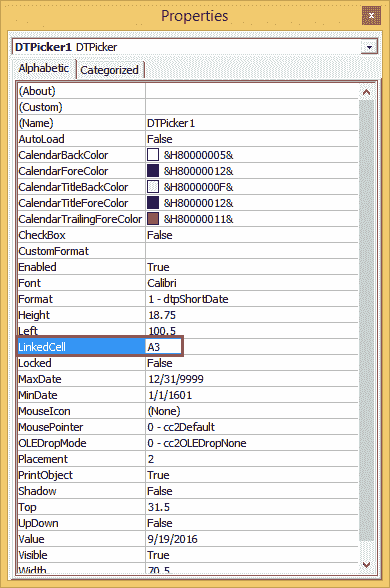 Properties
x
DTPicker1 DTPicker
Alphabetic Categorized
(About)
(Custom)
(Name) DTPicker1
AutoLoad False
CalendarBackColor &H80000005&
CalendarForeColor &H80000012&
CalendarTitleBackColor &H8000000F&
CalendarTitleForeColor &H80000012&
CalendarTrailingForeColor &H80000011&
CheckBox False
CustomFormat
Enabled True
Font Calibri
Format 1 - dtpShortDate
Height 18.75
Left 100.5
LinkedCell A3
Locked False
MaxDate 12/31/9999
MinDate 1/1/1601
MouseIcon (None)
MousePointer 0 - cc2Default
OLEDropMode 0 - cc2OLEDropNone
Placement 2
PrintObject True
Shadow False
Top 31.5
UpDown False
Value 9/19/2016
Visible True
Width 70.5